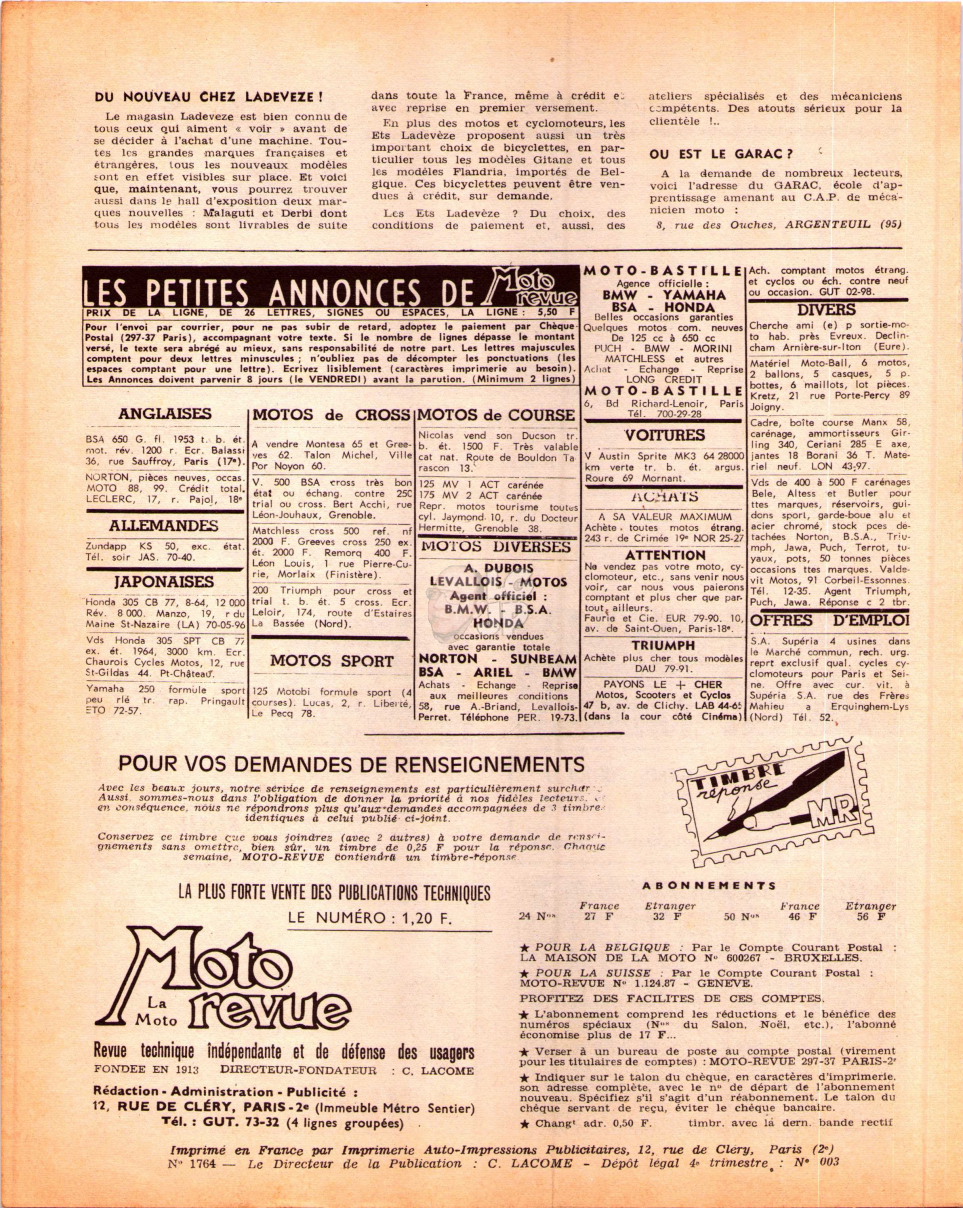 DU NOUVEAU CHEZ LADEVEZE !
Le magasin Ladeveze est bien connu de
tous ceux qui aiment « voir » avant de
se décider à l'achat d'une machine. Tou-
tes les grandes marques françaises et
étrangères, tous les nouveaux modèles
sont en effet visibles sur place. Et voici
que, maintenant, vous pourrez trouver
aussi dans le hall d'exposition deux mar-
ques nouvelles : Malaguti et Derbi dont
tous les modèles sont livrables de suite
dans toute la France, même à crédit et
avec reprise en premier versement.
En plus des motos et cyclomoteurs, les
Ets Ladevèze proposent aussi un très
important choix de bicyclettes, en par-
ticulier tous les modèles Gitane et tous
les modèles Flandria, importés de Bel-
gique. Ces bicyclettes peuvent être ven-
dues à crédit, sur demande.
Les Ets Ladevèze ? Du choix, des
conditions de paiement et, aussi, des
ateliers spécialisés et des mécaniciens
compétents. Des atouts sérieux pour la
clientèle !..
OU EST LE GARAC ?
A la demande de nombreux lecteurs,
voici l'adresse du GARAC, école d'ap-
prentissage amenant au C.A.P. de méca-
nicien moto :
8, rue des Ouches, ARGENTEUIL (95)
LES PETITES ANNONCES DE Moto revue
PRIX DE LA LIGNE, DE 26 LETTRES, SIGNES OU ESPACES, LA LIGNE : 5,50 F
Pour l'envoi par courrier, pour ne pas subir de retard, adoptez le paiement par Chèque-
Postal (297-37 Paris), accompagnant votre texte. Si le nombre de lignes dépasse le montant
versé, le texte sera abrégé au mieux, sans responsabilité de notre part. Les lettres majuscules
comptent pour deux lettres minuscules ; n'oubliez pas de décompter les ponctuations (les
espaces comptant pour une lettre). Ecrivez lisiblement (caractères imprimerie au besoin).
Les Annonces doivent parvenir 8 jours (le VENDREDI) avant la parution. (Minimum 2 lignes)
ANGLAISES
BSA 650 G. fl. 1953 t. b. ét.
mot. rév. 1200 r. Ecr. Balassi
36, rue Sauffroy, Paris (17e).
NORTON, pièces neuves, occas.
MOTO 88, 99. Crédit total.
LECLERC, 17, r. Pajol, 18e
ALLEMANDES
Zundapp KS 50, exc. état.
Tél. soir JAS. 70-40.
JAPONAISES
Honda 305 CB 77, 8-64, 12 000
Rév. 8 000. Manzo, 19, r. du
Maine St-Nazaire (LA) 70-05-96
Vds Honda 305 SPT CB 77
ex. ét. 1964, 3000 km. Ecr.
Chaurois Cycles Motos, 12, rue
St-Gildas 44. Pt-Château.
Yamaha 250 formule sport
peu rlé tr. rap. Pringault
ETO 72-57.
MOTOS de CROSS
A vendre Montesa 65 et Gree-
ves 62. Talon Michel, Ville
Por Noyon 60.
V. 500 BSA cross très bon
état ou échang. contre 250
trial ou cross. Bert Acchi, rue
Léon-Jouhaux, Grenoble.
Matchless cross 500 ref. nf
2000 F. Greeves cross 250 ex.
ét. 2000 F. Remorq 400 F.
Léon Louis, 1 rue Pierre-Cu-
rie, Morlaix (Finistère).
200 Triumph pour cross et
trial t. b. ét. 5 cross. Ecr.
Leloir, 174, route d'Estaires
La Bassée (Nord).
MOTOS SPORT
125 Motobi formule sport (4
courses). Lucas, 2, r. Liberté,
Le Pecq 78.
MOTOS de COURSE
Nicolas vend son Ducson tr.
b. ét. 1500 F. Très valable
cat nat. Route de Bouldon Ta
rascon 13.
125 MV 1 ACT carénée
175 MV 2 ACT carénée
Repr. motos tourisme toutes
cyl. Jaymond 10, r. du Docteur
Hermitte, Grenoble 38.
MOTOS DIVERSES
A. DUBOIS
LEVALLOIS - MOTOS
Agent officiel :
B.M.W. - B.S.A.
HONDA
occasions vendues
avec garantie totale
NORTON - SUNBEAM
BSA - ARIEL - BMW
Achats - Echange - Reprise
aux meilleures conditions
58, rue A.-Briand, Levallois-
Perret. Téléphone PER. 19-73.
MOTO-BASTILLE
Agence officielle :
BMW - YAMAHA
BSA - HONDA
Belles occasions garanties
Quelques motos com. neuves
De 125 cc à 650 cc
PUCH - BMW - MORINI
MATCHLESS et autres
Achat - Echange - Reprise
LONG CREDIT
MOTO-BASTILLE
6, Bd Richard-Lenoir, Paris
Tél. 700-29-28
VOITURES
V Austin Sprite MK3 64 28000
km verte tr. b. ét. argus.
Roure 69 Mornant.
ACHATS
A SA VALEUR MAXIMUM
Achète : toutes motos étrang.
243 r. de Crimée 19e NOR 25-27
ATTENTION
Ne vendez pas votre moto, cy-
clomoteur, etc., sans venir nous
voir, car nous vous paierons
comptant et plus cher que par-
tout ailleurs.
Fauria et Cie. EUR 79-90. 10,
av. de Saint-Ouen, Paris-18e.
TRIUMPH
Achète plus cher tous modèles
DAU 79-91.
PAYONS LE + CHER
Motos, Scooters et Cyclos
47 b, av. de Clichy. LAB 44-65
(dans la cour côté Cinéma)
Ach. comptant motos étrang.
et cyclos ou éch. contre neuf
ou occasion. GUT 02-98.
DIVERS
Cherche ami (e) p sortie-mo-
to hab. près Evreux. Declin-
cham Arnière-sur-Iton (Eure).
Matériel Moto-Ball, 6 motos,
2 ballons, 5 casques, 5 p.
bottes, 6 maillots, lot pièces.
Kretz, 21 rue Porte-Percy 89
Joigny.
Cadre, boîte course Manx 58,
carénage, ammortisseurs Gir-
ling 340, Ceriani 285 E axe,
jantes 18 Borani 36 T. Mate-
riel neuf. LON 43-97.
Vds de 400 à 500 F carénages
Bele, Altess et Butler pour
ttes marques, réservoirs, gui-
dons sport, garde-boue alu et
acier chromé, stock pces de-
tachées Norton, B.S.A., Triu-
mph, Jawa, Puch, Terrot, tu-
yaux, pots, 50 tonnes pièces
occasions ttes marques. Valde-
vit Motos, 91 Corbeil-Essonnes.
Tél. 12-35. Agent Triumph,
Puch, Jawa. Réponse c 2 tbr.
OFFRES D'EMPLOI
S.A. Supéria 4 usines dans
le Marché commun, rech. urg.
reprt exclusif qual. cycles cy-
clomoteurs pour Paris et Sei-
ne. Offre avec cur. vit. à
Supéria S.A. rue des Frères
Mahieu à Erquinghem-Lys
(Nord) Tél. 52.
POUR VOS DEMANDES DE RENSEIGNEMENTS
Avec les beaux jours, notre service de renseignements est particulièrement
Aussi sommes-nous dans l'obligation de donner la priorité à nos fidèles lecteurs,
en conséquence, nous ne répondrons plus qu'aux demandes accompagnées de 3 timbres
identiques à celui publié ci-joint.
Conservez ce timbre que vous joindrez (avec 2 autres) à votre demande de rensei-
gnements sans omettre, bien sûr, un timbre de 0,25 F pour la réponse. Chaque
semaine, MOTO-REVUE contiendra un timbre-réponse
TIMBRE
réponse
MR
LA PLUS FORTE VENTE DES PUBLICATIONS TECHNIQUES
LE NUMÉRO : 1,20 F.
Moto
La Moto
revue
Revue technique indépendante et de défense des usagers
FONDEE EN 1913 DIRECTEUR-FONDATEUR : C. LACOME
Rédaction - Administration - Publicité :
12, RUE DE CLÉRY, PARIS-2e (Immeuble Métro Sentier)
Tél. : GUT. 73-32 (4 lignes groupées)
ABONNEMENTS
France Etranger France Etranger
24 Nos 27 F 32 F 50 Nos 46 F 56 F
★ POUR LA BELGIQUE : Par le Compte Courant Postal :
LA MAISON DE LA MOTO No 600267 - BRUXELLES.
★ POUR LA SUISSE : Par le Compte Courant Postal :
MOTO-REVUE No 1.124.87 - GENEVE.
PROFITEZ DES FACILITES DE CES COMPTES.
★ L'abonnement comprend les réductions et le bénéfice des
numéros spéciaux (Nos du Salon, Noël, etc.), l'abonné
économise plus de 17 F...
★ Verser à un bureau de poste au compte postal (virement
pour les titulaires de comptes) : MOTO-REVUE 297-37 PARIS-2e
★ Indiquer sur le talon du chèque, en caractères d'imprimerie,
son adresse complète, avec le no de départ de l'abonnement
nouveau. Spécifiez s'il s'agit d'un réabonnement. Le talon du
chèque servant de reçu, éviter le chèque bancaire.
★ Changt adr. 0,50 F. timbr. avec la dern. bande rectif
Imprimé en France par Imprimerie Auto-Impressions Publicitaires, 12, rue de Cléry, Paris (2e)
No 1764 — Le Directeur de la Publication : C. LACOME - Dépôt légal 4e trimestre : No 003